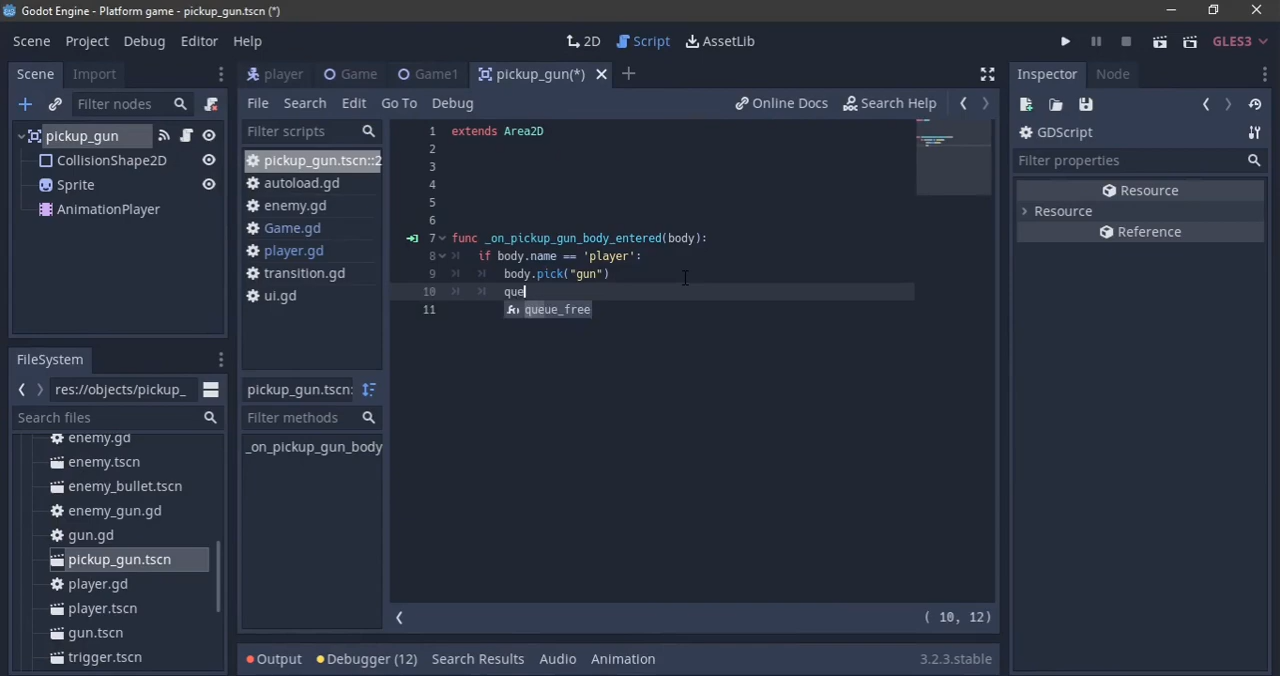 Godot Engine - Platform game - pickup_gun.tscn (*)
Scene Project Debug Editor Help
2D Script AssetLib
GLES3
Scene Import
Filter nodes
pickup_gun
CollisionShape2D
Sprite
AnimationPlayer
FileSystem
res://objects/pickup_
Search files
enemy.gd
enemy.tscn
enemy_bullet.tscn
enemy_gun.gd
gun.gd
pickup_gun.tscn
player.gd
player.tscn
gun.tscn
trigger.tscn
player Game Game1 pickup_gun(*)
File Search Edit Go To Debug
Online Docs Search Help
Filter scripts
pickup_gun.tscn::2
autoload.gd
enemy.gd
Game.gd
player.gd
transition.gd
ui.gd
pickup_gun.tscn:
Filter methods
_on_pickup_gun_body
1 extends Area2D
2
3
4
5
6
7 func _on_pickup_gun_body_entered(body):
8 if body.name == 'player':
9 body.pick("gun")
10 que
11
queue_free
( 10, 12)
Output Debugger (12) Search Results Audio Animation
3.2.3.stable
Inspector Node
GDScript
Filter properties
Resource
Resource
Reference